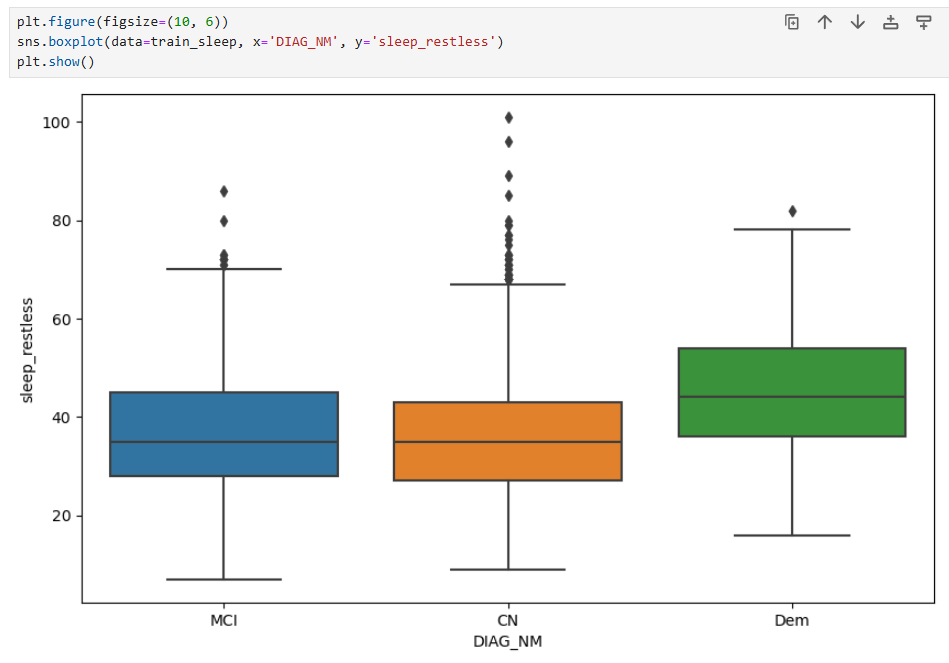 plt.figure(figsize=(10, 6))
sns.boxplot(data=train_sleep, x='DIAG_NM', y='sleep_restless')
plt.show()
100
80
60
40
20
sleep_restless
MCI CN Dem
DIAG_NM